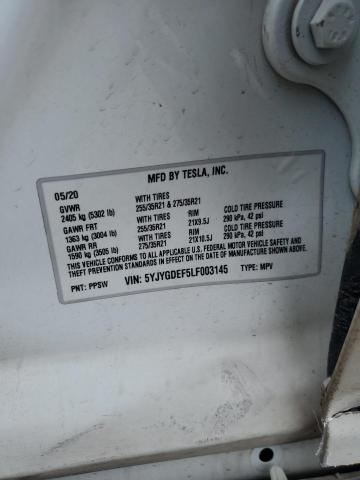 MFD BY TESLA, INC.
05/20
GVWR WITH TIRES
2405 kg (5302 lb) 255/35R21 & 275/35R21
GAWR FRT WITH TIRES RIM COLD TIRE PRESSURE
1363 kg (3004 lb) 255/35R21 21X9.5J 290 kPa, 42 psi
GAWR RR WITH TIRES RIM COLD TIRE PRESSURE
1590 kg (3505 lb) 275/35R21 21X10.5J 290 kPa, 42 psi
THIS VEHICLE CONFORMS TO ALL APPLICABLE U.S. FEDERAL MOTOR VEHICLE SAFETY AND
THEFT PREVENTION STANDARDS IN EFFECT ON THE DATE OF MANUFACTURE SHOWN ABOVE.
PNT: PPSW VIN: 5YJYGDEF5LF003145 TYPE: MPV